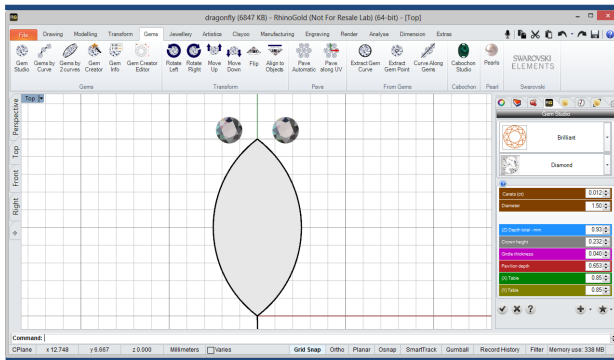 dragonfly (6847 KB) - RhinoGold (Not For Resale Lab) (64-bit) - [Top]
File Drawing Modelling Transform Gems Jewellery Artistics Clayoo Manufacturing Engraving Render Analyse Dimension Extras
Gem Studio Gems by Curve Gems by 2 curves Gem Creator Gem Info Gem Creator Editor Rotate Left Rotate Right Move Up Move Down Flip Align to Objects Pave Automatic Pave along UV Extract Gem Curve Extract Gem Point Curve Along Gems Cabochon Studio Pearls SWAROVSKI ELEMENTS
Gems Transform Pave From Gems Cabochon Pearl Swarovski
Top
Perspective
Top
Front
Right
Gem Studio
Brilliant
Diamond
Carats (ct) 0.012
Diameter 1.50
(Z) Depth total - mm 0.93
Crown height 0.232
Girdle thickness 0.040
Pavilion depth 0.653
(X) Table 0.85
(Y) Table 0.85
Command:
CPlane x 12.748 y 6.667 z 0.000 Millimeters Varies Grid Snap Ortho Planar Osnap SmartTrack Gumball Record History Filter Memory use: 338 MB